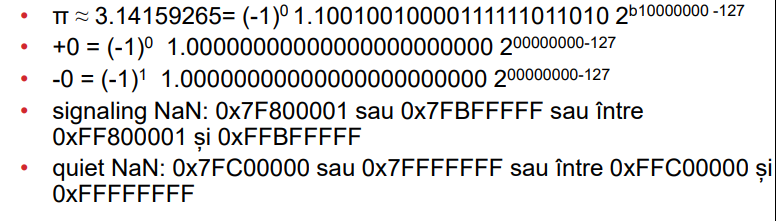 • π ≈ 3.14159265= (-1)⁰ 1.10010010000111111011010 2^b10000000 -127
• +0 = (-1)⁰ 1.00000000000000000000000 2^00000000-127
• -0 = (-1)¹ 1.00000000000000000000000 2^00000000-127
• signaling NaN: 0x7F800001 sau 0x7FBFFFFF sau între
0xFF800001 și 0xFFBFFFFF
• quiet NaN: 0x7FC00000 sau 0x7FFFFFFF sau între 0xFFC00000 și
0xFFFFFFFF